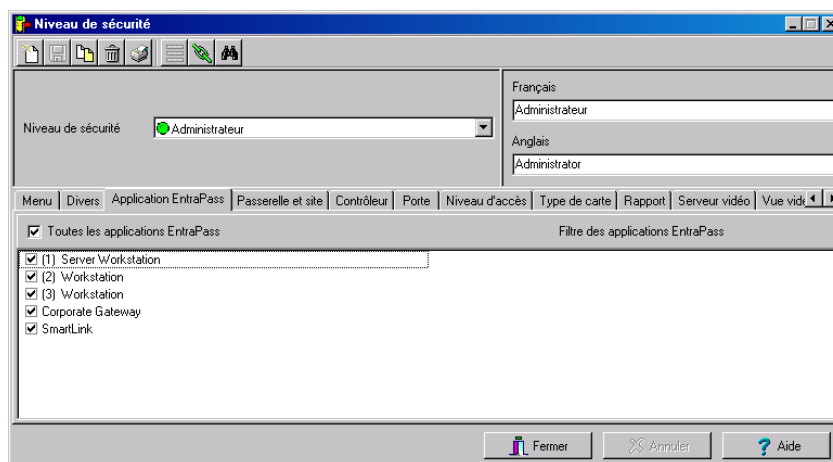 Niveau de sécurité
Français
Administrateur
Niveau de sécurité
Administrateur
Anglais
Administrator
Menu Divers Application EntraPass Passerelle et site Contrôleur Porte Niveau d'accès Type de carte Rapport Serveur vidéo Vue
Toutes les applications EntraPass
Filtre des applications EntraPass
(1) Server Workstation
(2) Workstation
(3) Workstation
Corporate Gateway
SmartLink
Fermer
Annuler
? Aide